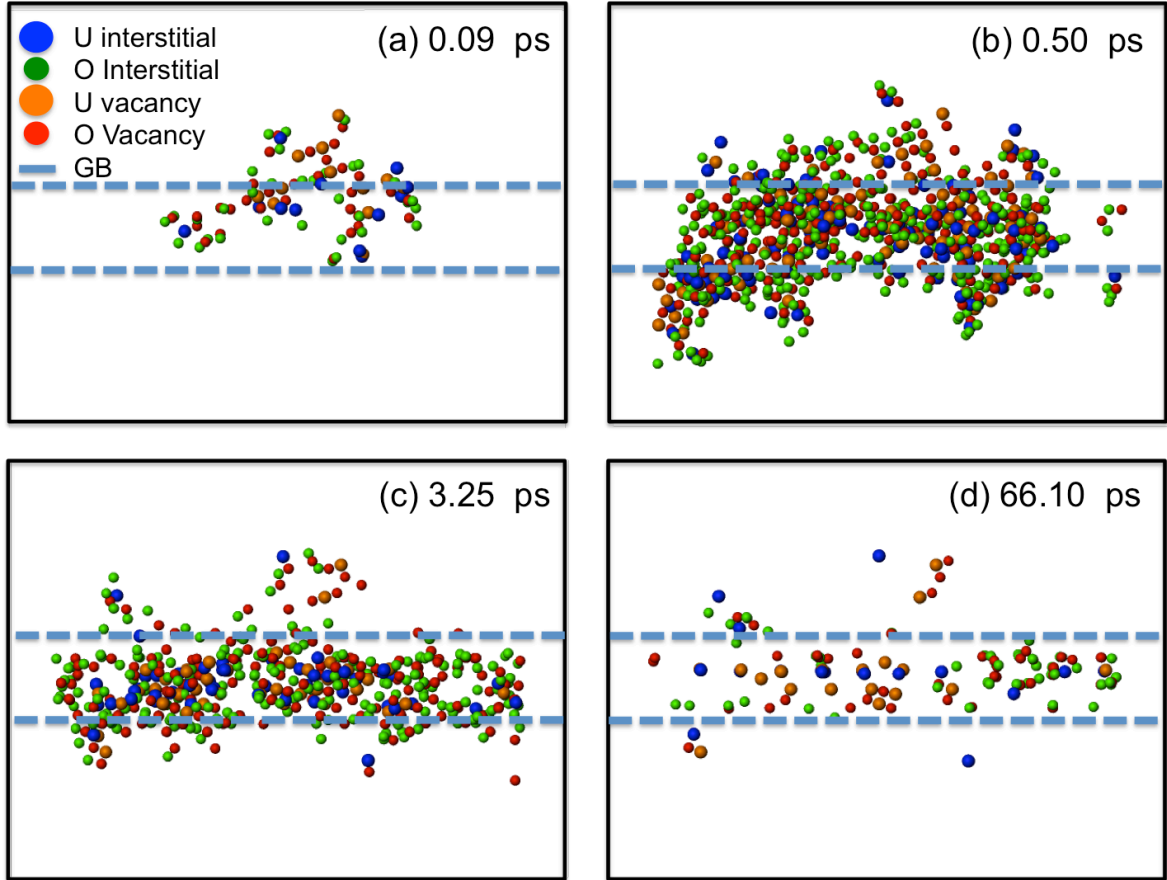 (a) 0.09 ps
U interstitial
O Interstitial
U vacancy
O Vacancy
GB
(b) 0.50 ps
(c) 3.25 ps
(d) 66.10 ps